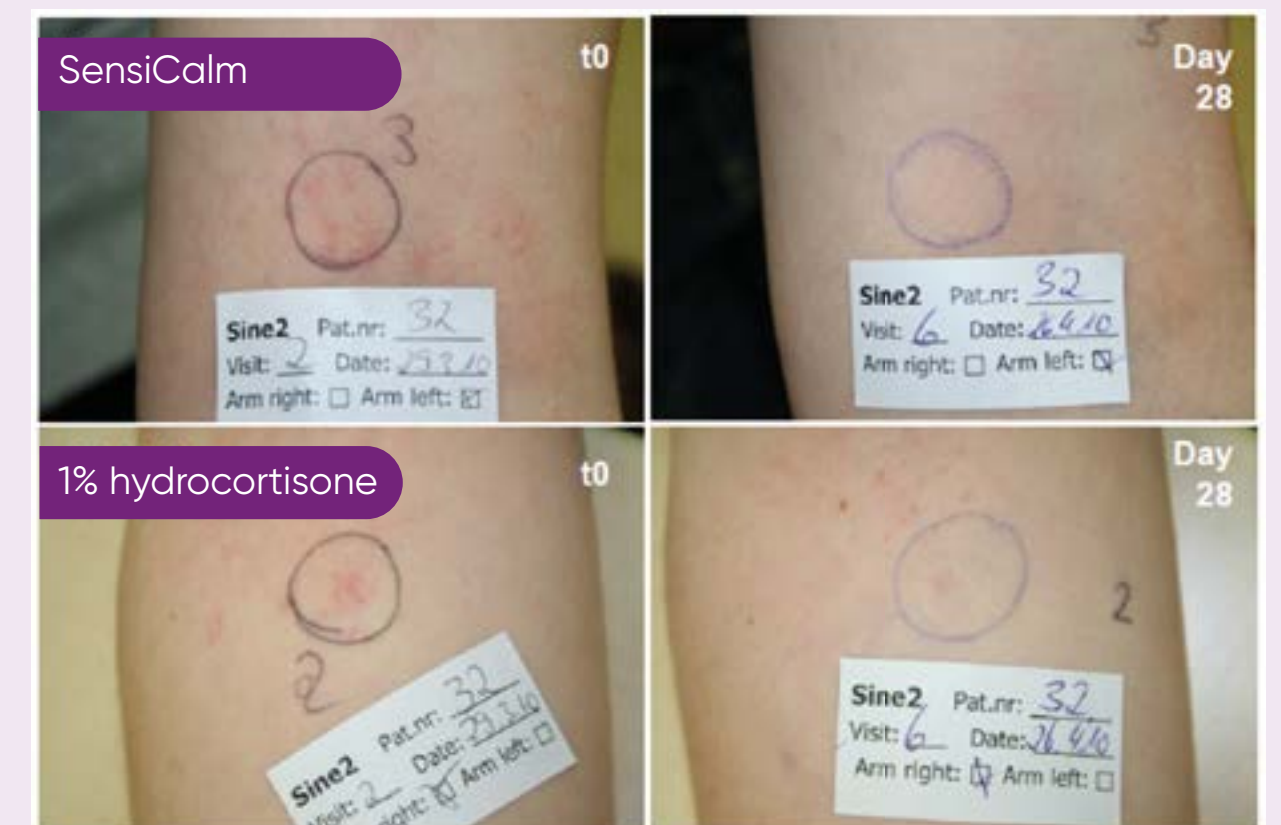 SensiCalm
t0
3
Sine2 Pat.nr: 32
Visit: 2 Date: 29.3.10
Arm right: ☐ Arm left: ☒
Day
28
3
Sine2 Pat.nr: 32
Visit: 6 Date: 26.4.10
Arm right: ☐ Arm left: ☒
1% hydrocortisone
t0
2
Sine2 Pat.nr: 32
Visit: 2 Date: 29.3.10
right: ☒ Arm left: ☐
Day
28
2
Sine2 Pat.nr: 32
Visit: 6 Date: 26.4.10
Arm right: ☒ Arm left: ☐